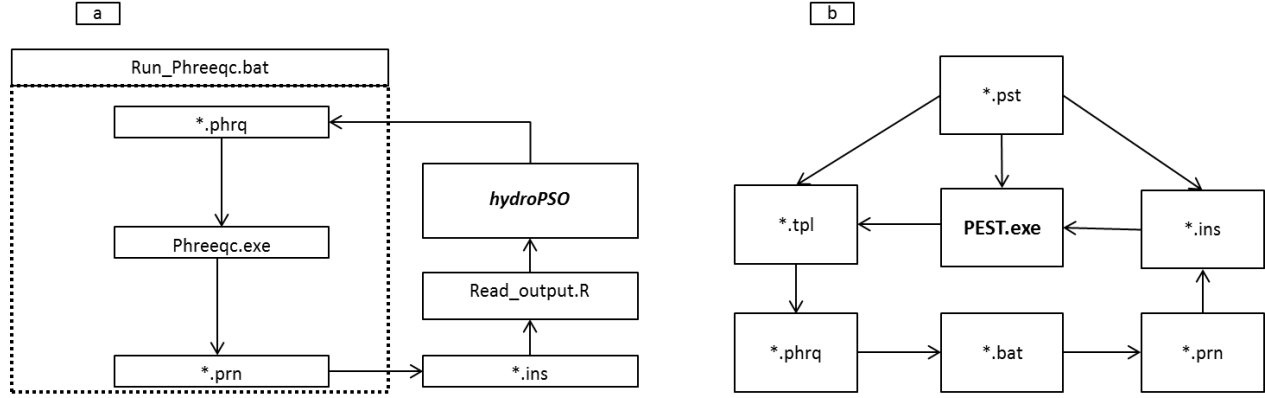 a
Run_Phreeqc.bat
*.phrq
Phreeqc.exe
*.prn
hydroPSO
Read_output.R
*.ins
b
*.pst
*.tpl
PEST.exe
*.ins
*.phrq
*.bat
*.prn